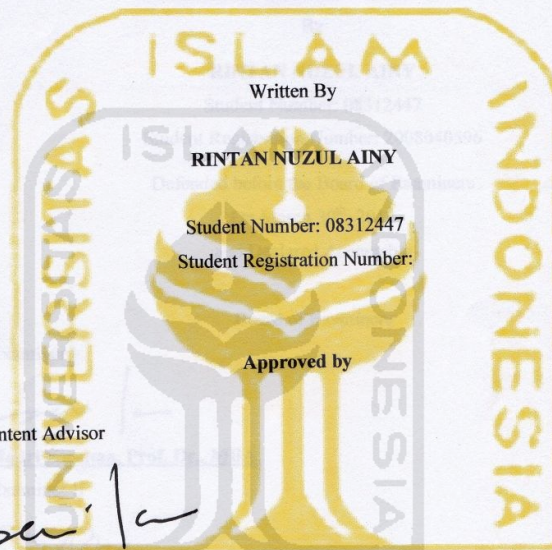 UNIVERSITAS ISLAM INDONESIA
Written By
RINTAN NUZUL AINY
Student Number: 08312447
Student Registration Number:
Approved by
ntent Advisor